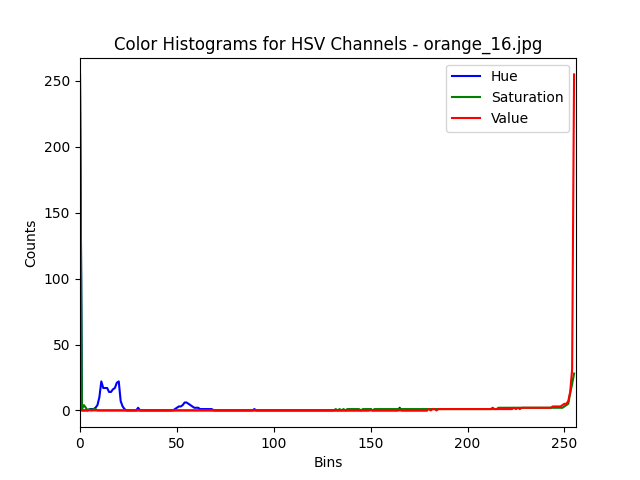 Color Histograms for HSV Channels - orange_16.jpg
Hue
Saturation
Value
Counts
250
200
150
100
50
0
0 50 100 150 200 250
Bins